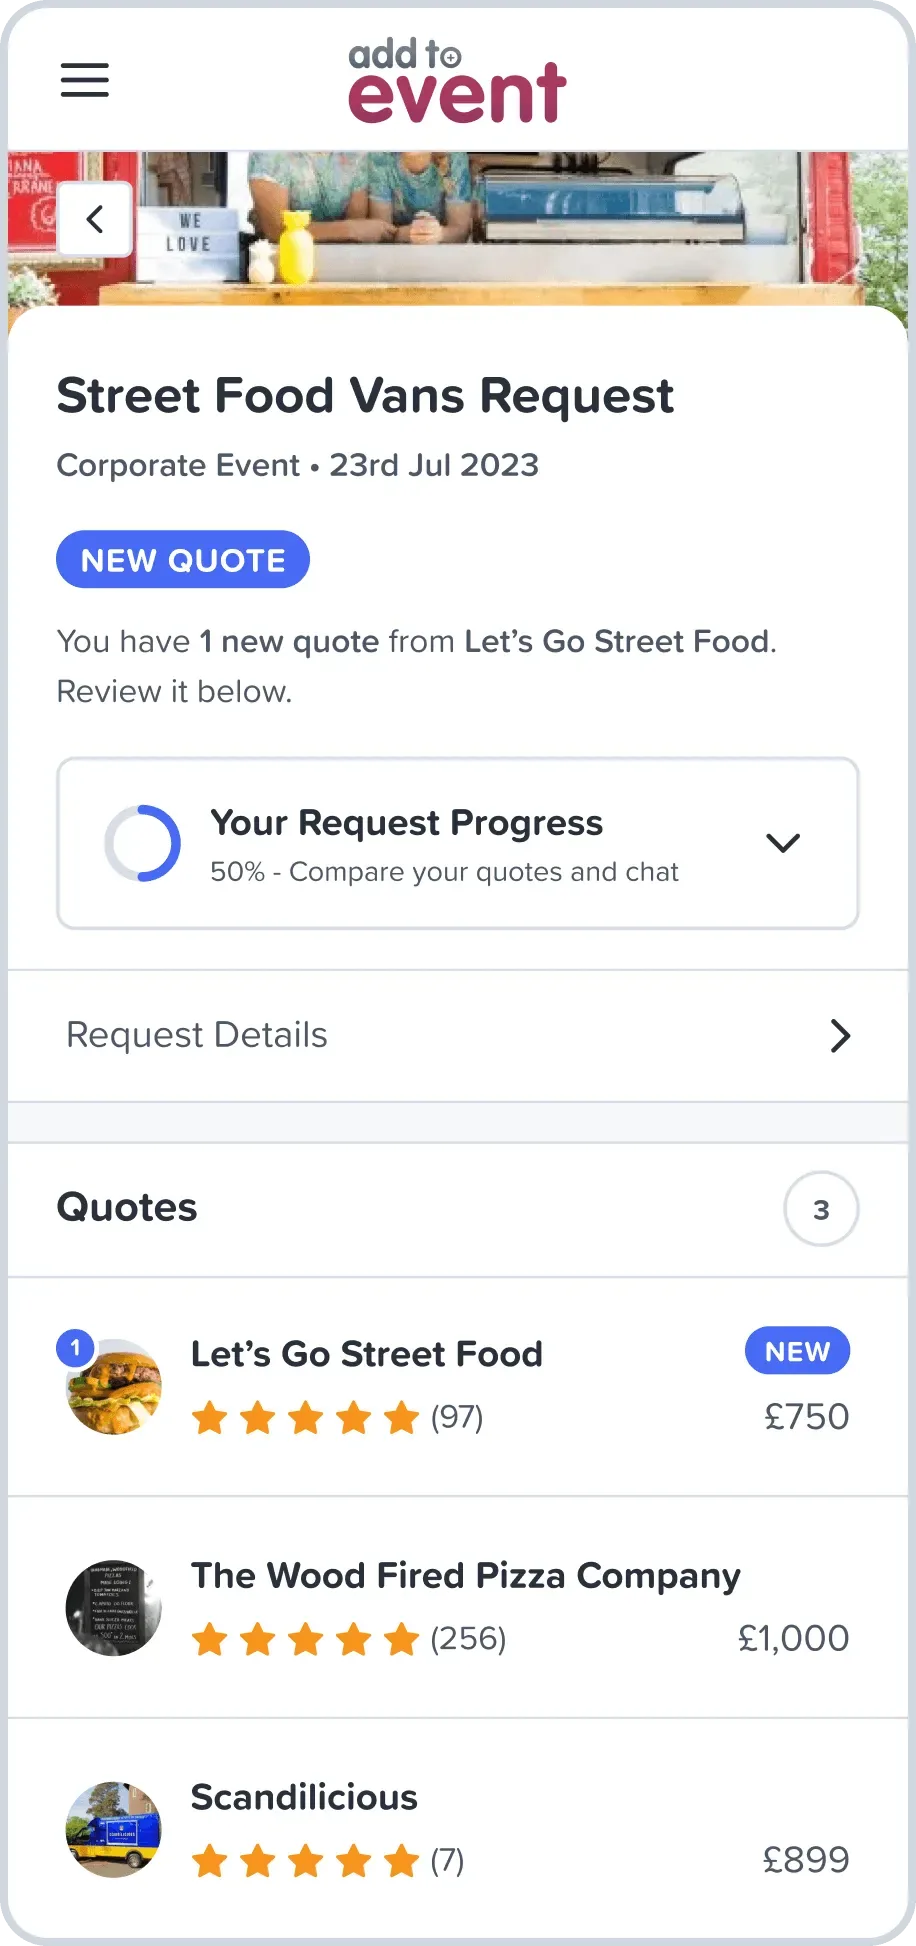 add to
event
WE
LOVE
Street Food Vans Request
Corporate Event • 23rd Jul 2023
NEW QUOTE
You have 1 new quote from Let’s Go Street Food.
Review it below.
Your Request Progress
50% - Compare your quotes and chat
Request Details
Quotes
3
1
Let’s Go Street Food
NEW
(97)
£750
The Wood Fired Pizza Company
(256)
£1,000
Scandilicious
(7)
£899